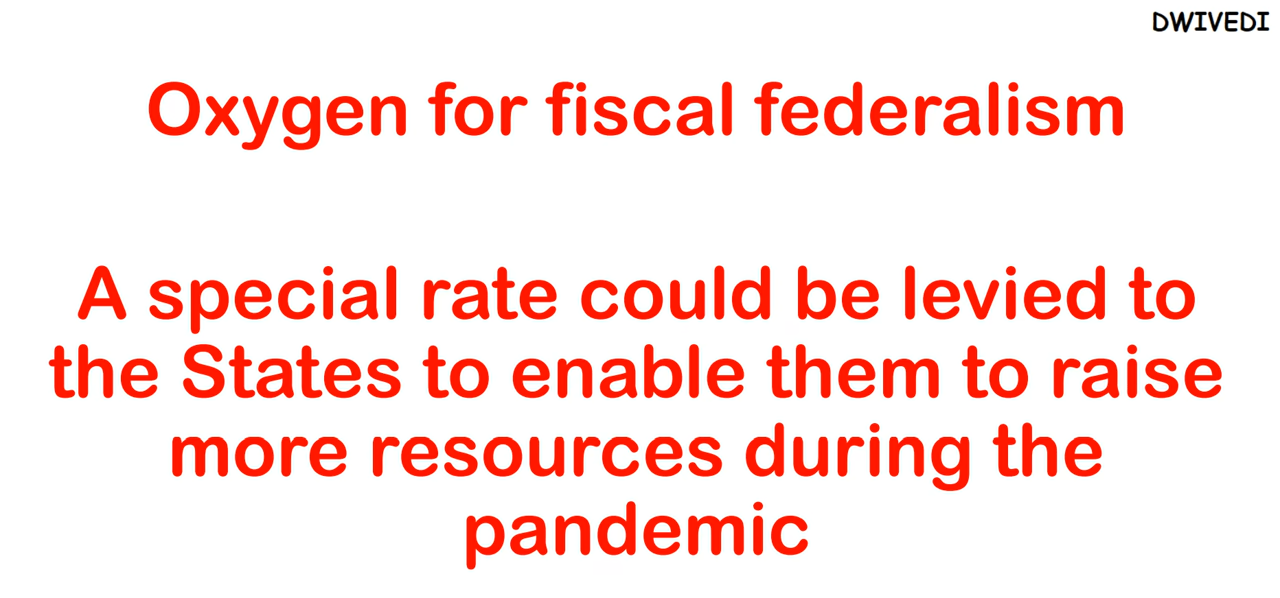 DWIVEDI
Oxygen for fiscal federalism
A special rate could be levied to
the States to enable them to raise
more resources during the
pandemic